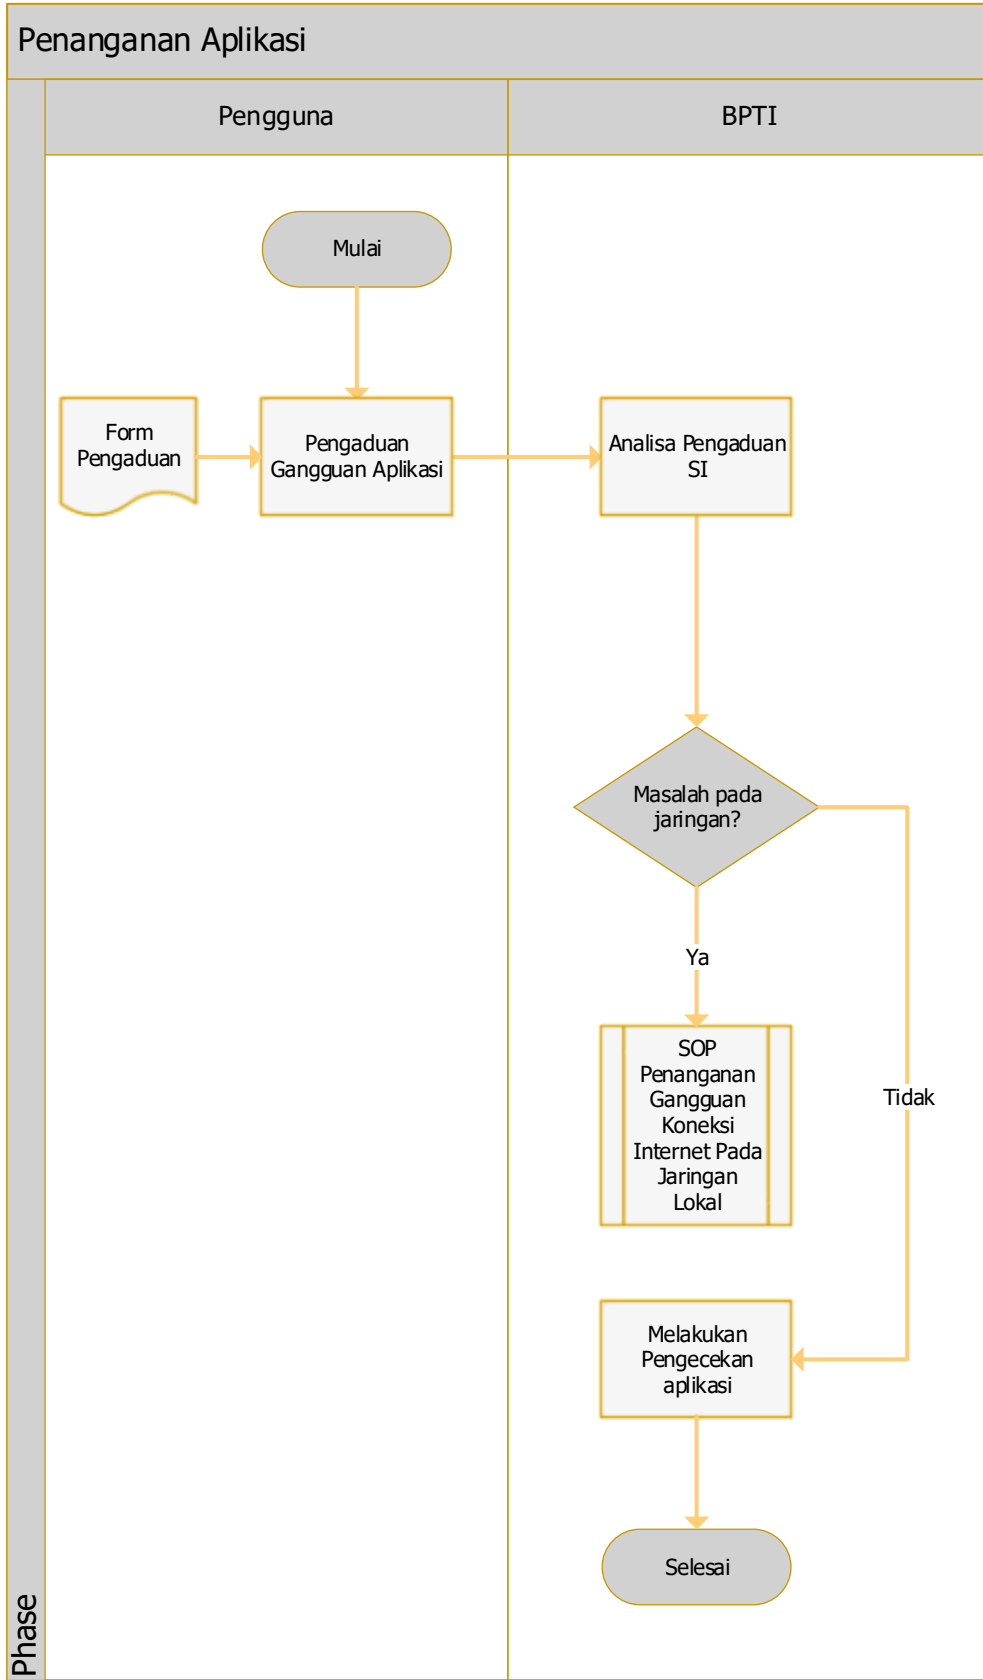 Penanganan Aplikasi
Pengguna
BPTI
Mulai
Form
Pengaduan
Pengaduan
Gangguan Aplikasi
Analisa Pengaduan
SI
Masalah pada
jaringan?
Ya
SOP
Penanganan
Gangguan
Koneksi
Internet Pada
Jaringan
Lokal
Tidak
Melakukan
Pengecekan
aplikasi
Selesai
Phase